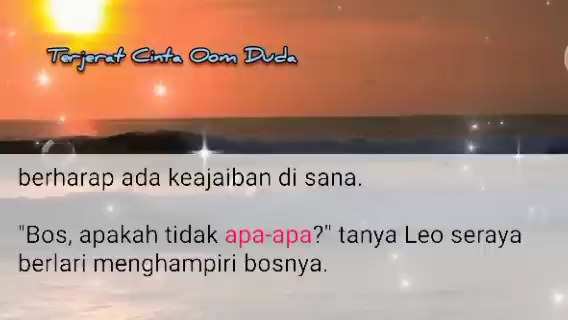 Terjerat Cinta Oom Duda
berharap ada keajaiban di sana.
"Bos, apakah tidak apa-apa?" tanya Leo seraya
berlari menghampiri bosnya.